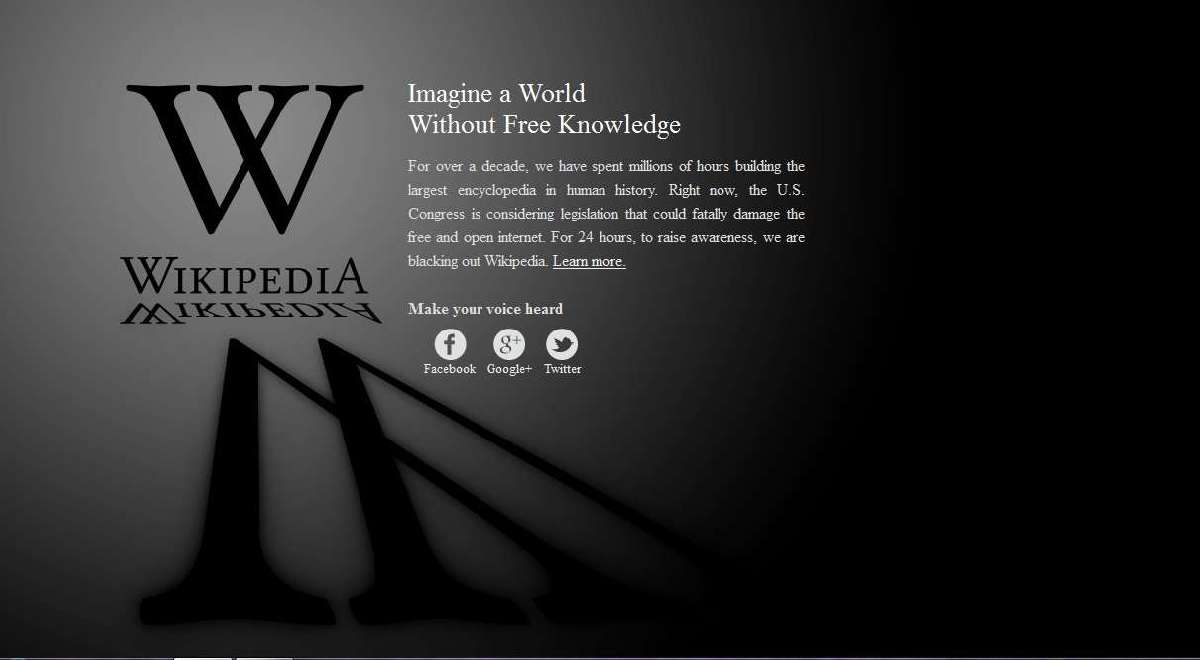 W
WIKIPEDIA
Imagine a World
Without Free Knowledge
For over a decade, we have spent millions of hours building the
largest encyclopedia in human history. Right now, the U.S.
Congress is considering legislation that could fatally damage the
free and open internet. For 24 hours, to raise awareness, we are
blacking out Wikipedia. Learn more.
Make your voice heard
Facebook Google+ Twitter